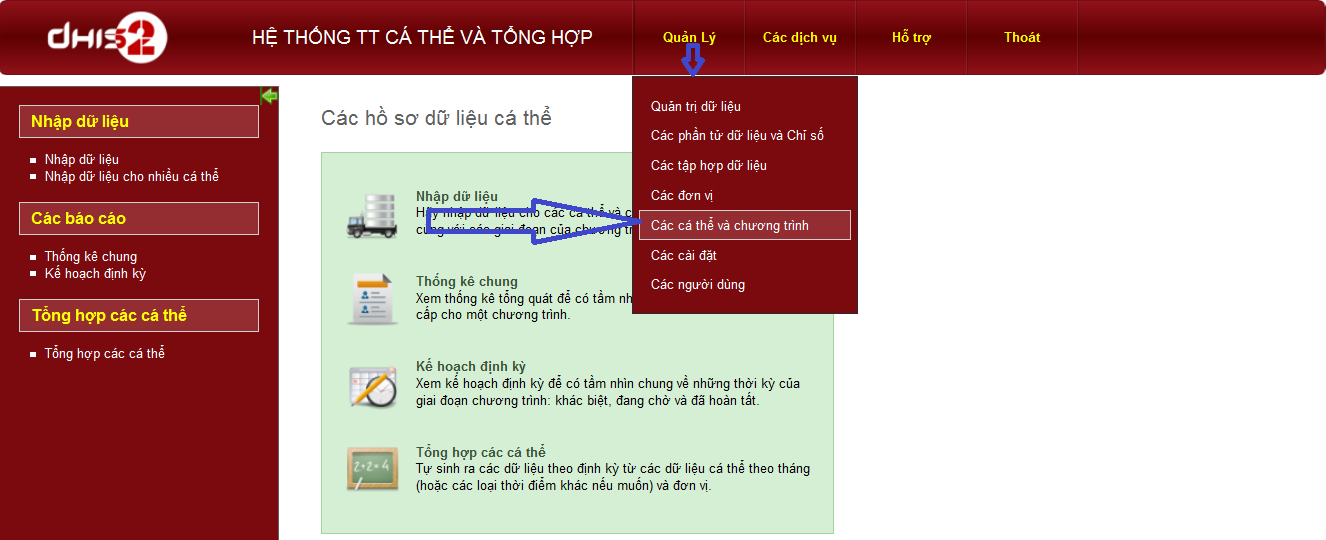 dhis2
HỆ THỐNG TT CÁ THỂ VÀ TỔNG HỢP
Quản Lý
Các dịch vụ
Hỗ trợ
Thoát
Quản trị dữ liệu
Các phần tử dữ liệu và Chỉ số
Các tập hợp dữ liệu
Các đơn vị
Các cá thể và chương trình
Các cài đặt
Các người dùng
Nhập dữ liệu
Nhập dữ liệu
Nhập dữ liệu cho nhiều cá thể
Các báo cáo
Thống kê chung
Kế hoạch định kỳ
Tổng hợp các cá thể
Tổng hợp các cá thể
Các hồ sơ dữ liệu cá thể
Nhập dữ liệu
Hãy nhập dữ liệu cho các cá thể và c
cùng với các giai đoạn của chương tr
Thống kê chung
Xem thống kê tổng quát để có tầm nh
cấp cho một chương trình.
Kế hoạch định kỳ
Xem kế hoạch định kỳ để có tầm nhìn chung về những thời kỳ của
giai đoạn chương trình: khác biệt, đang chờ và đã hoàn tất.
2+2=4
Tổng hợp các cá thể
Tự sinh ra các dữ liệu theo định kỳ từ các dữ liệu cá thể theo tháng
(hoặc các loại thời điểm khác nếu muốn) và đơn vị.